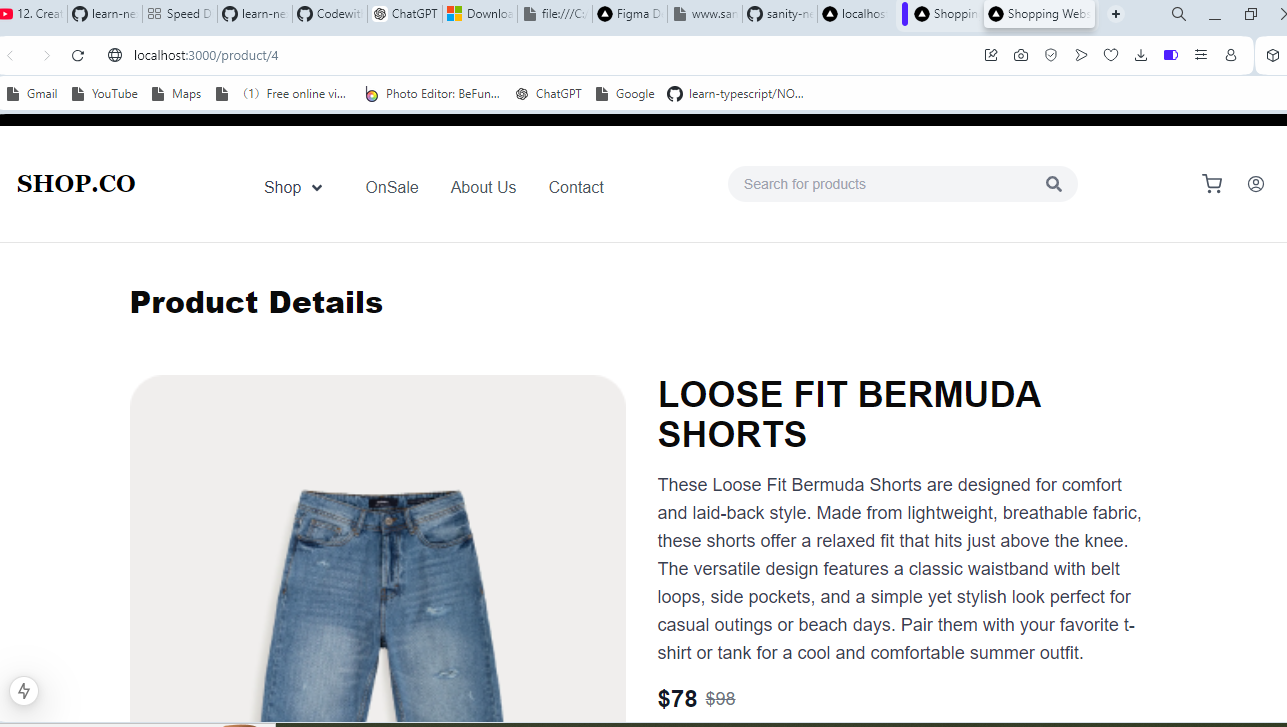 12. Creat
learn-ne
Speed D
learn-ne
Codewit
ChatGPT
Downloa
file:///C:
Figma D
www.san
sanity-ne
localhos
Shoppin
Shopping Webs
localhost:3000/product/4
Gmail
YouTube
Maps
(1) Free online vi...
Photo Editor: BeFun...
ChatGPT
Google
learn-typescript/NO...
SHOP.CO
Shop
OnSale
About Us
Contact
Search for products
Product Details
LOOSE FIT BERMUDA
SHORTS
These Loose Fit Bermuda Shorts are designed for comfort
and laid-back style. Made from lightweight, breathable fabric,
these shorts offer a relaxed fit that hits just above the knee.
The versatile design features a classic waistband with belt
loops, side pockets, and a simple yet stylish look perfect for
casual outings or beach days. Pair them with your favorite t-
shirt or tank for a cool and comfortable summer outfit.
$78 $98